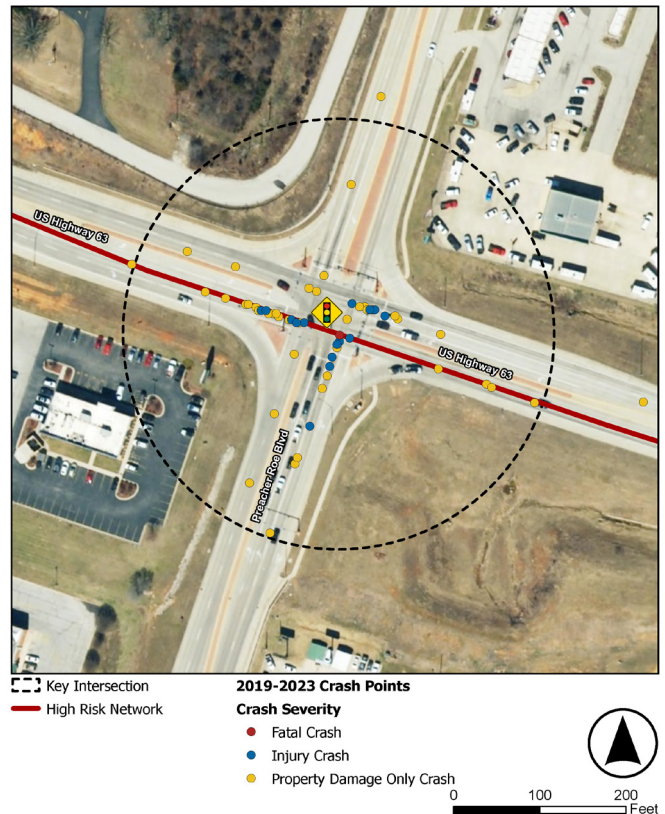 US Highway 63
US Highway 63
Preacher Roe Blvd
Key Intersection
High Risk Network
2019-2023 Crash Points
Crash Severity
Fatal Crash
Injury Crash
Property Damage Only Crash
0 100 200
Feet